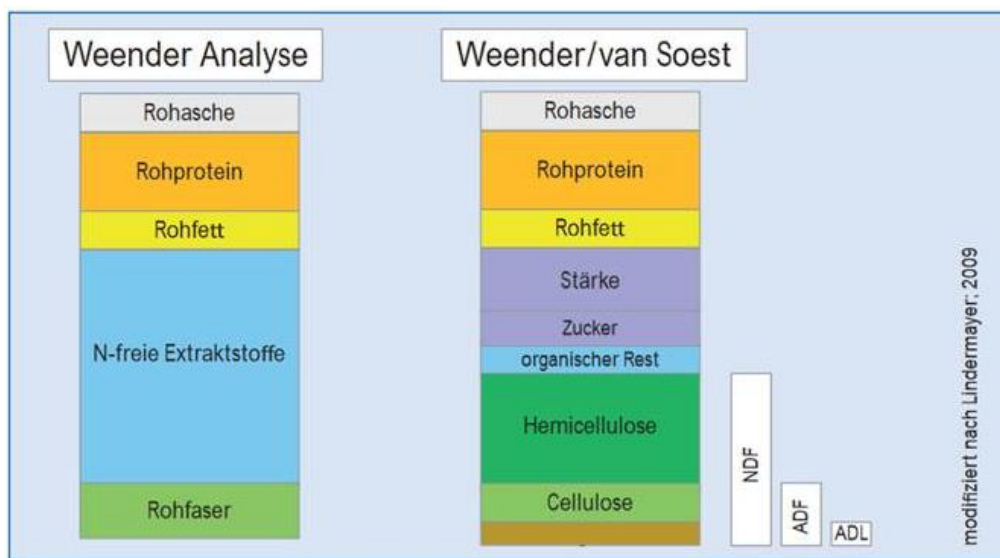 Weender Analyse
Rohasche
Rohprotein
Rohfett
N-freie Extraktstoffe
Rohfaser
Weender/van Soest
Rohasche
Rohprotein
Rohfett
Stärke
Zucker
organischer Rest
Hemicellulose
Cellulose
NDF
ADF
ADL
modifiziert nach Lindermayer; 2009